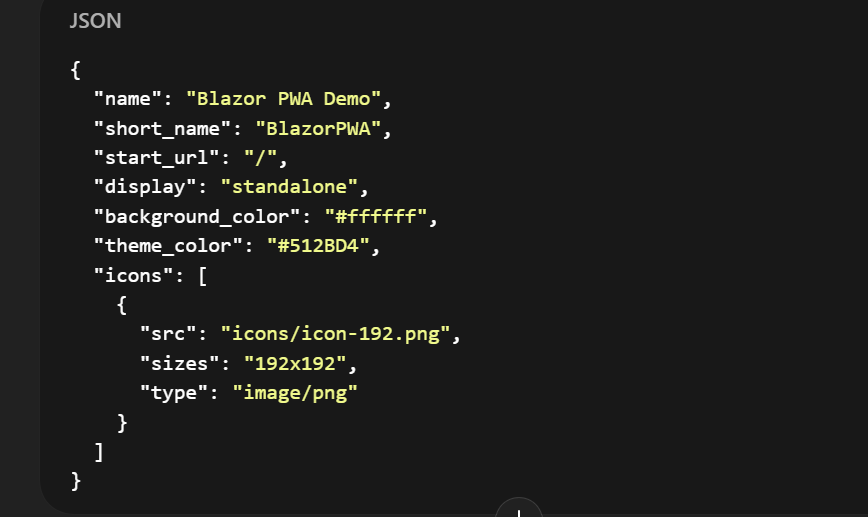 JSON
{
  "name": "Blazor PWA Demo",
  "short_name": "BlazorPWA",
  "start_url": "/",
  "display": "standalone",
  "background_color": "#ffffff",
  "theme_color": "#512BD4",
  "icons": [
    {
      "src": "icons/icon-192.png",
      "sizes": "192x192",
      "type": "image/png"
    }
  ]
}